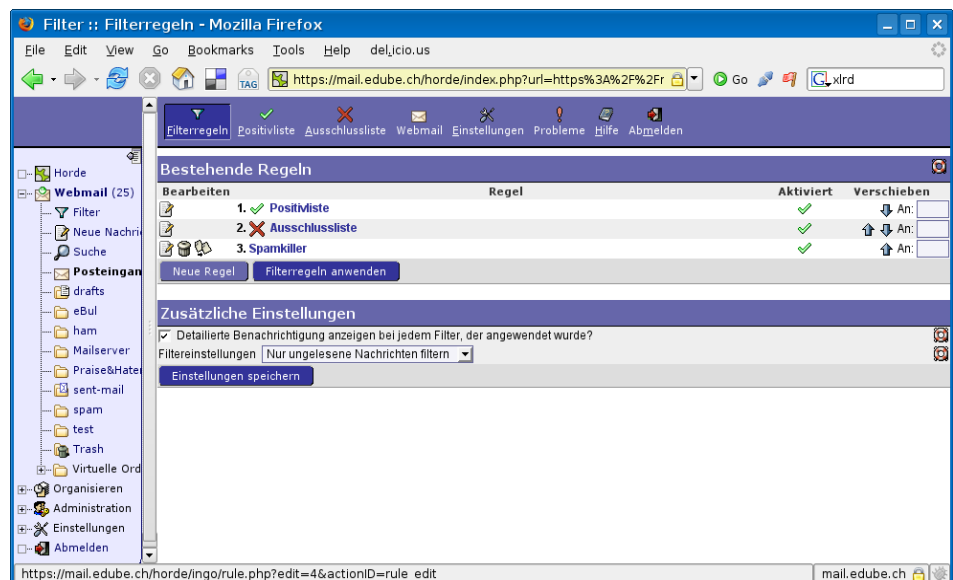 Filter :: Filterregeln - Mozilla Firefox
File Edit View Go Bookmarks Tools Help del.icio.us
TAG https://mail.edube.ch/horde/index.php?url=https%3A%2F%2Fr Go xlrd
Filterregeln Positivliste Ausschlussliste Webmail Einstellungen Probleme Hilfe Abmelden
Horde
Webmail (25)
Filter
Neue Nachri
Suche
Posteingan
drafts
eBul
ham
Mailserver
Praise&Hate
sent-mail
spam
test
Trash
Virtuelle Ord
Organisieren
Administration
Einstellungen
Abmelden
Bestehende Regeln
Bearbeiten Regel Aktiviert Verschieben
1. Positivliste An:
2. Ausschlussliste An:
3. Spamkiller An:
Neue Regel Filterregeln anwenden
Zusätzliche Einstellungen
Detailierte Benachrichtigung anzeigen bei jedem Filter, der angewendet wurde?
Filtereinstellungen Nur ungelesene Nachrichten filtern
Einstellungen speichern
https://mail.edube.ch/horde/ingo/rule.php?edit=4&actionID=rule_edit mail.edube.ch